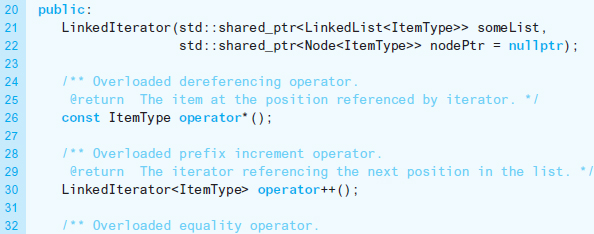 20 public:
21 LinkedIterator(std::shared_ptr<LinkedList<ItemType>> someList,
22 std::shared_ptr<Node<ItemType>> nodePtr = nullptr);
23
24 /** Overloaded dereferencing operator.
25 @return The item at the position referenced by iterator. */
26 const ItemType operator*();
27
28 /** Overloaded prefix increment operator.
29 @return The iterator referencing the next position in the list. */
30 LinkedIterator<ItemType> operator++();
31
32 /** Overloaded equality operator.